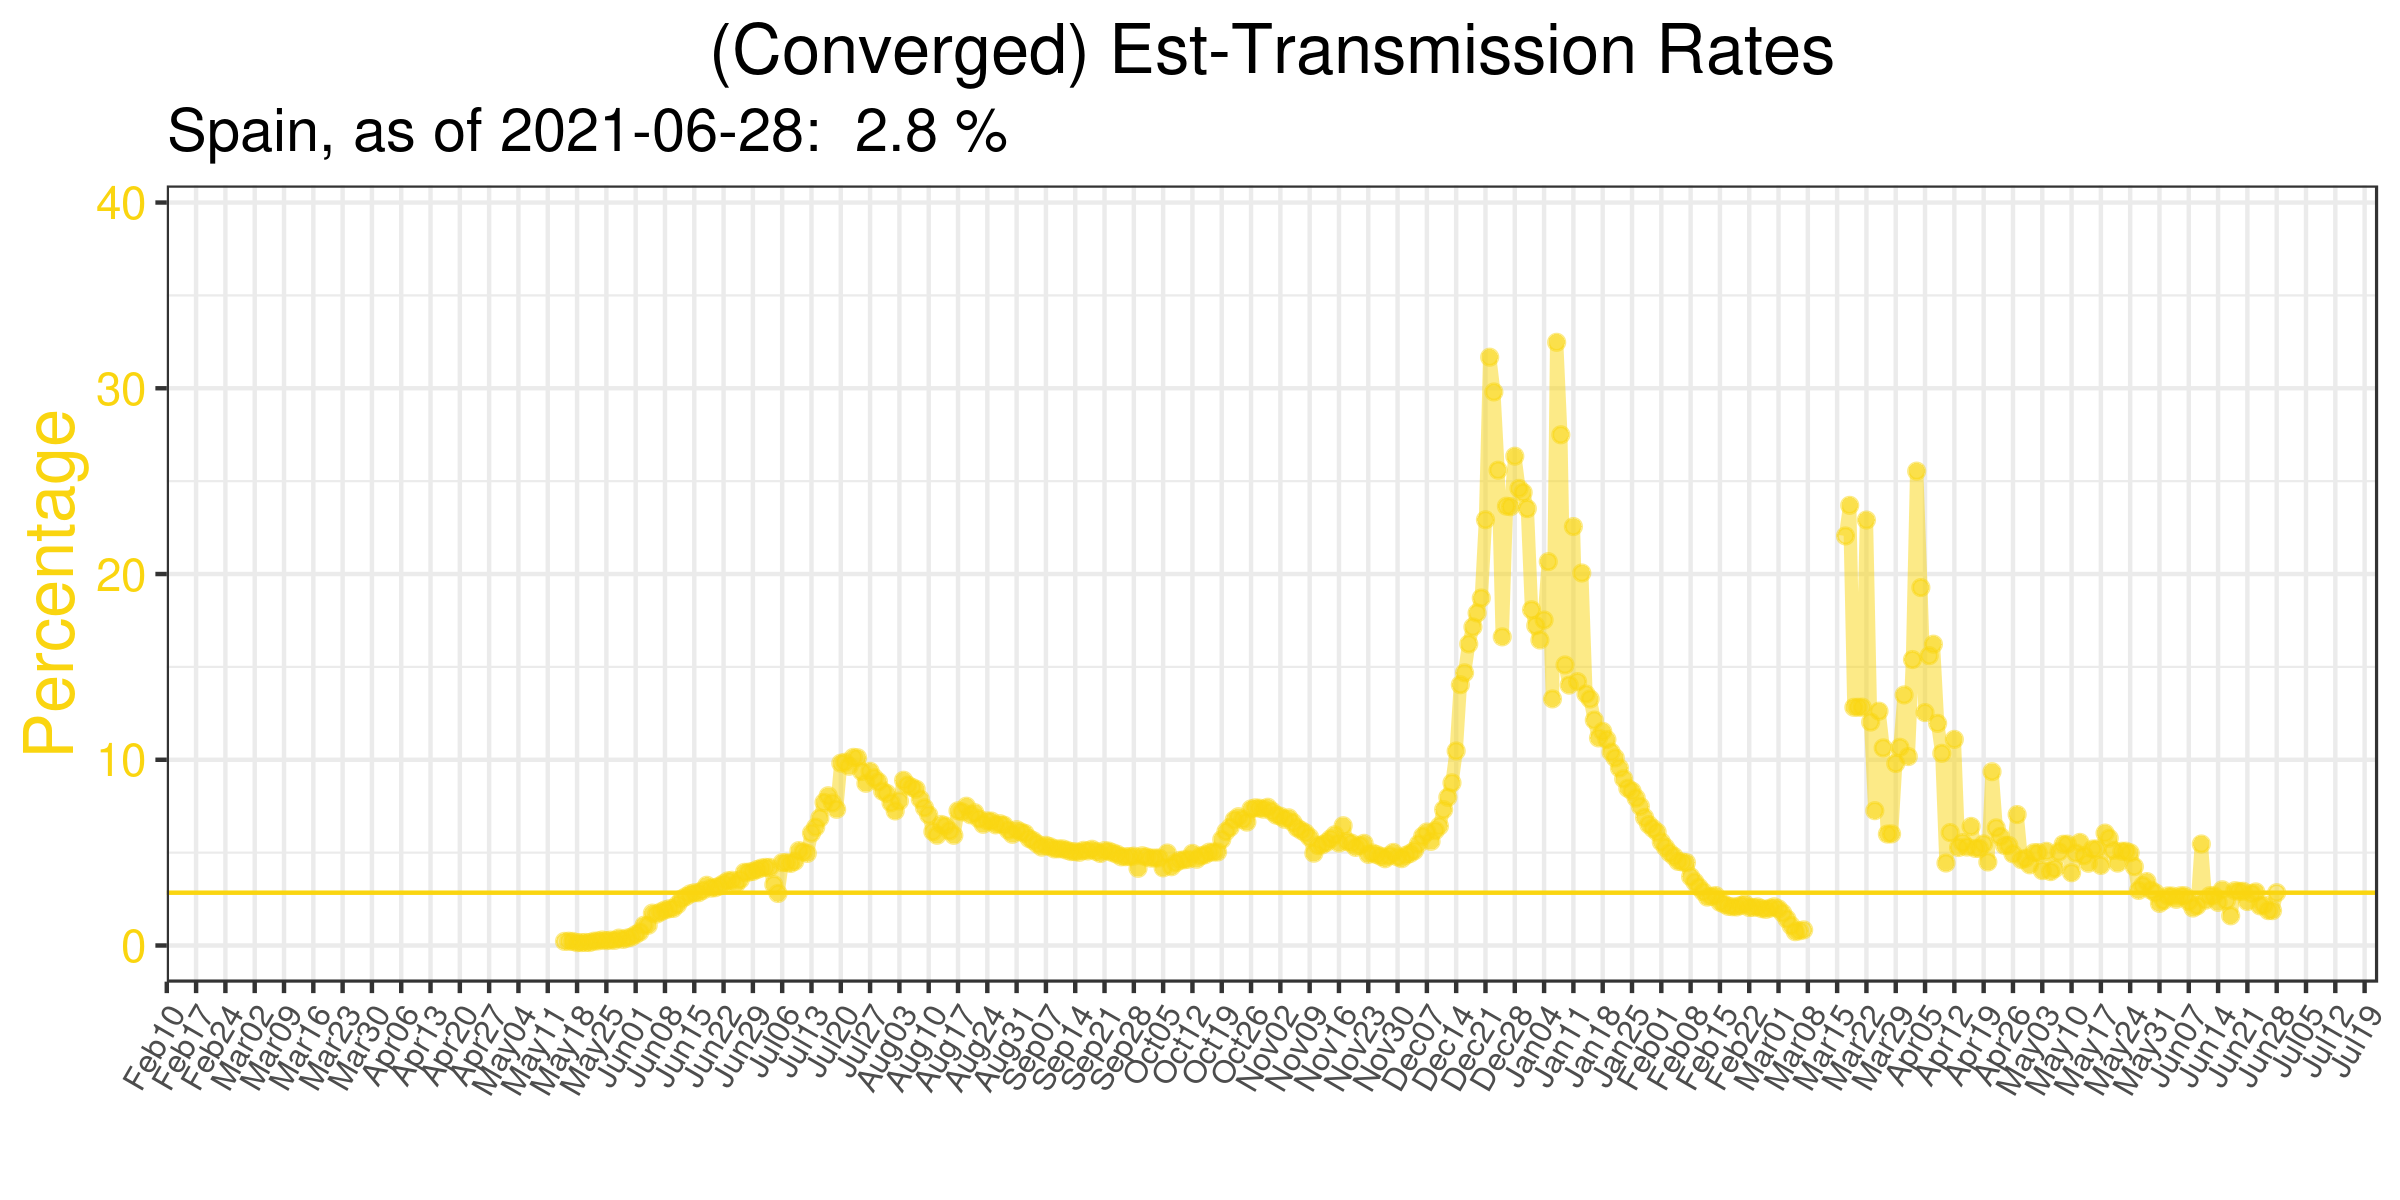 (Converged) Est-Transmission Rates
Spain, as of 2021-06-28:  2.8 %
Percentage
40
30
20
10
0
Feb10
Feb17
Feb24
Mar02
Mar09
Mar16
Mar23
Mar30
Apr06
Apr13
Apr20
Apr27
May04
May11
May18
May25
Jun01
Jun08
Jun15
Jun22
Jun29
Jul06
Jul13
Jul20
Jul27
Aug03
Aug10
Aug17
Aug24
Aug31
Sep07
Sep14
Sep21
Sep28
Oct05
Oct12
Oct19
Oct26
Nov02
Nov09
Nov16
Nov23
Nov30
Dec07
Dec14
Dec21
Dec28
Jan04
Jan11
Jan18
Jan25
Feb01
Feb08
Feb15
Feb22
Mar01
Mar08
Mar15
Mar22
Mar29
Apr05
Apr12
Apr19
Apr26
May03
May10
May17
May24
May31
Jun07
Jun14
Jun21
Jun28
Jul05
Jul12
Jul19